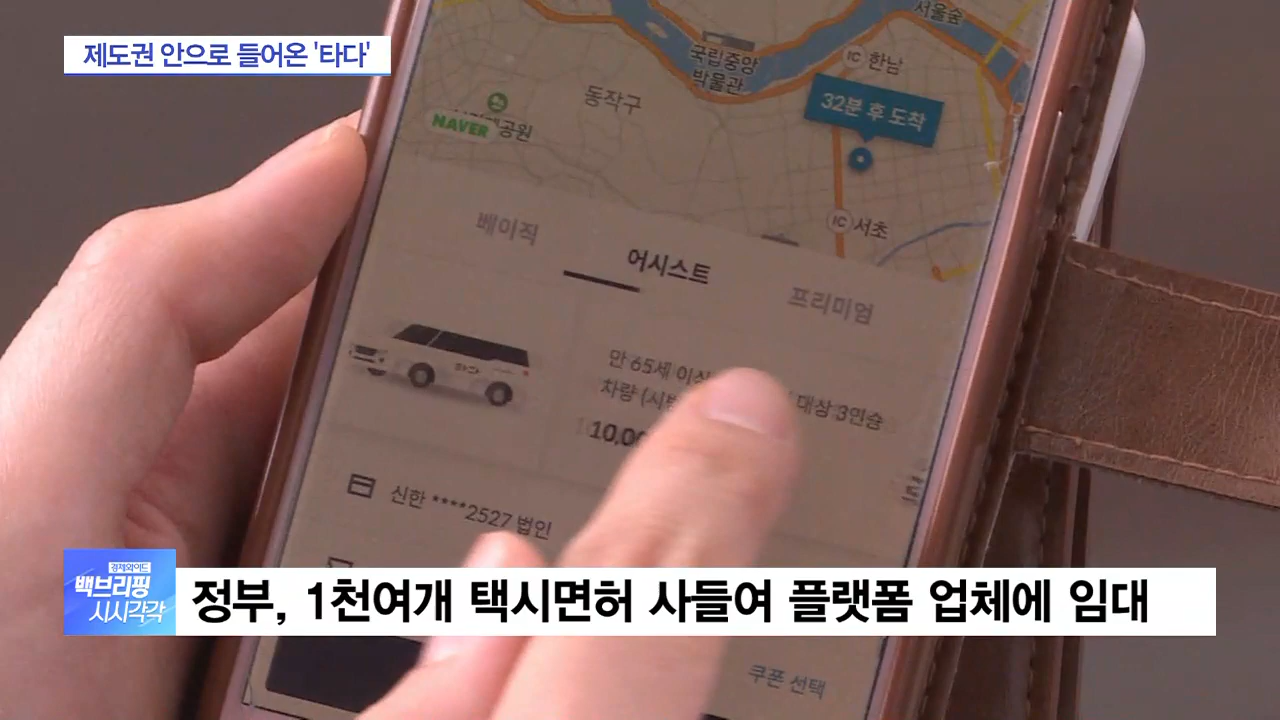 제도권 안으로 들어온 '타다'
서울숲
국립중앙
박물관
IC 한남
동작구
32분 후 도착
NAVER
공원
IC 서초
베이직
어시스트
프리미엄
만 65세 이상 대상 3인승
차량
10,00
신한 ****2527 법인
경제와이드
백브리핑
시시각각
정부, 1천여개 택시면허 사들여 플랫폼 업체에 임대
쿠폰 선택